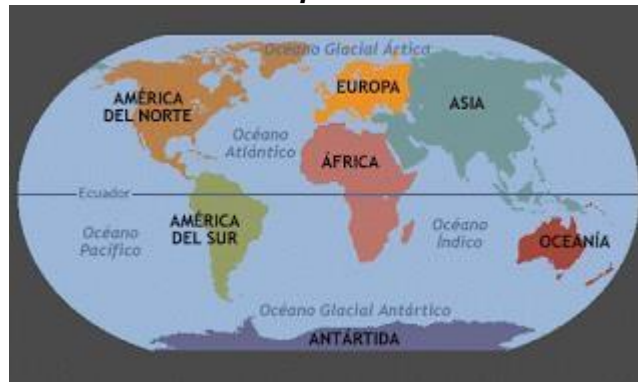 Océano Glacial Ártico
AMÉRICA
DEL NORTE
EUROPA
ASIA
Océano
Atlántico
ÁFRICA
Ecuador
AMÉRICA
DEL SUR
Océano
Pacífico
Océano
Índico
OCEANÍA
Océano Glacial Antártico
ANTÁRTIDA